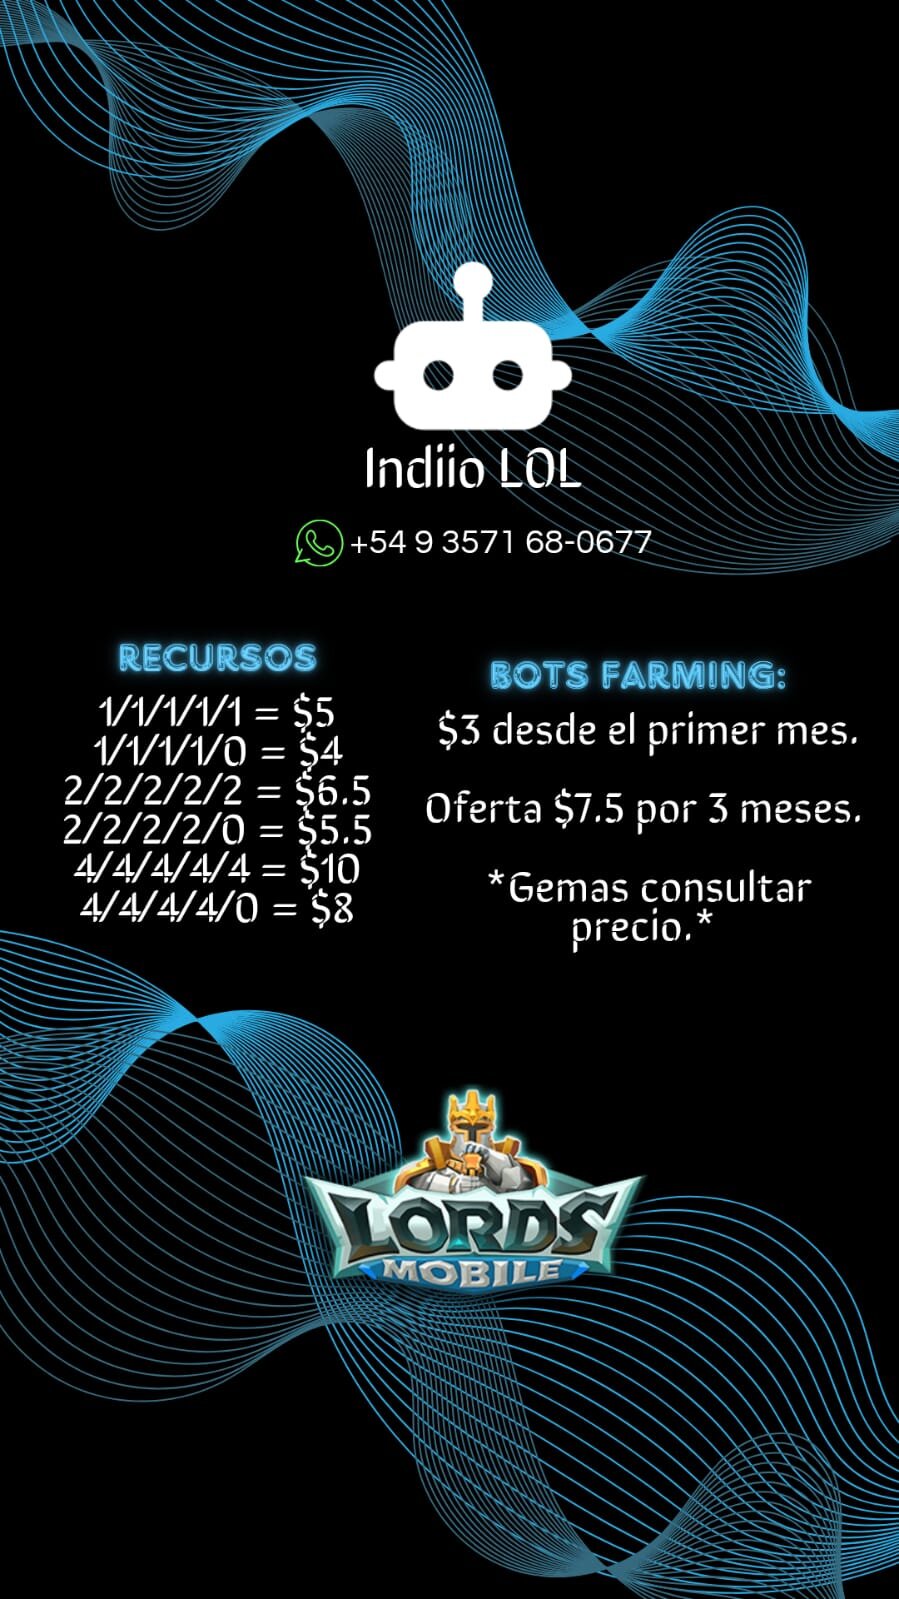 Indiio LOL
+54 9 3571 68-0677
RECURSOS
1/1/1/1/1 = $5
1/1/1/1/0 = $4
2/2/2/2/2 = $6.5
2/2/2/2/0 = $5.5
4/4/4/4/4 = $10
4/4/4/4/0 = $8
BOTS FARMING:
$3 desde el primer mes.
Oferta $7.5 por 3 meses.
*Gemas consultar
precio.*
LORDS
MOBILE